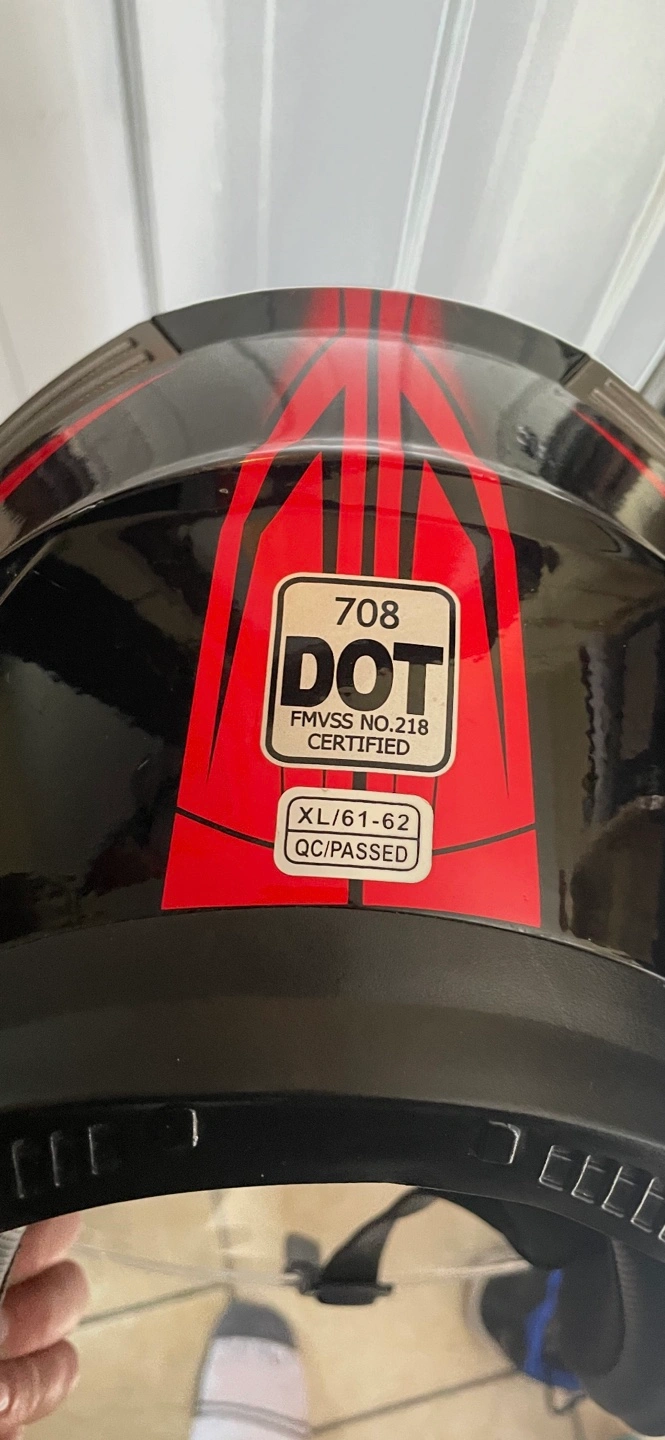 708
DOT
FMVSS NO.218
CERTIFIED
XL/61-62
QC/PASSED